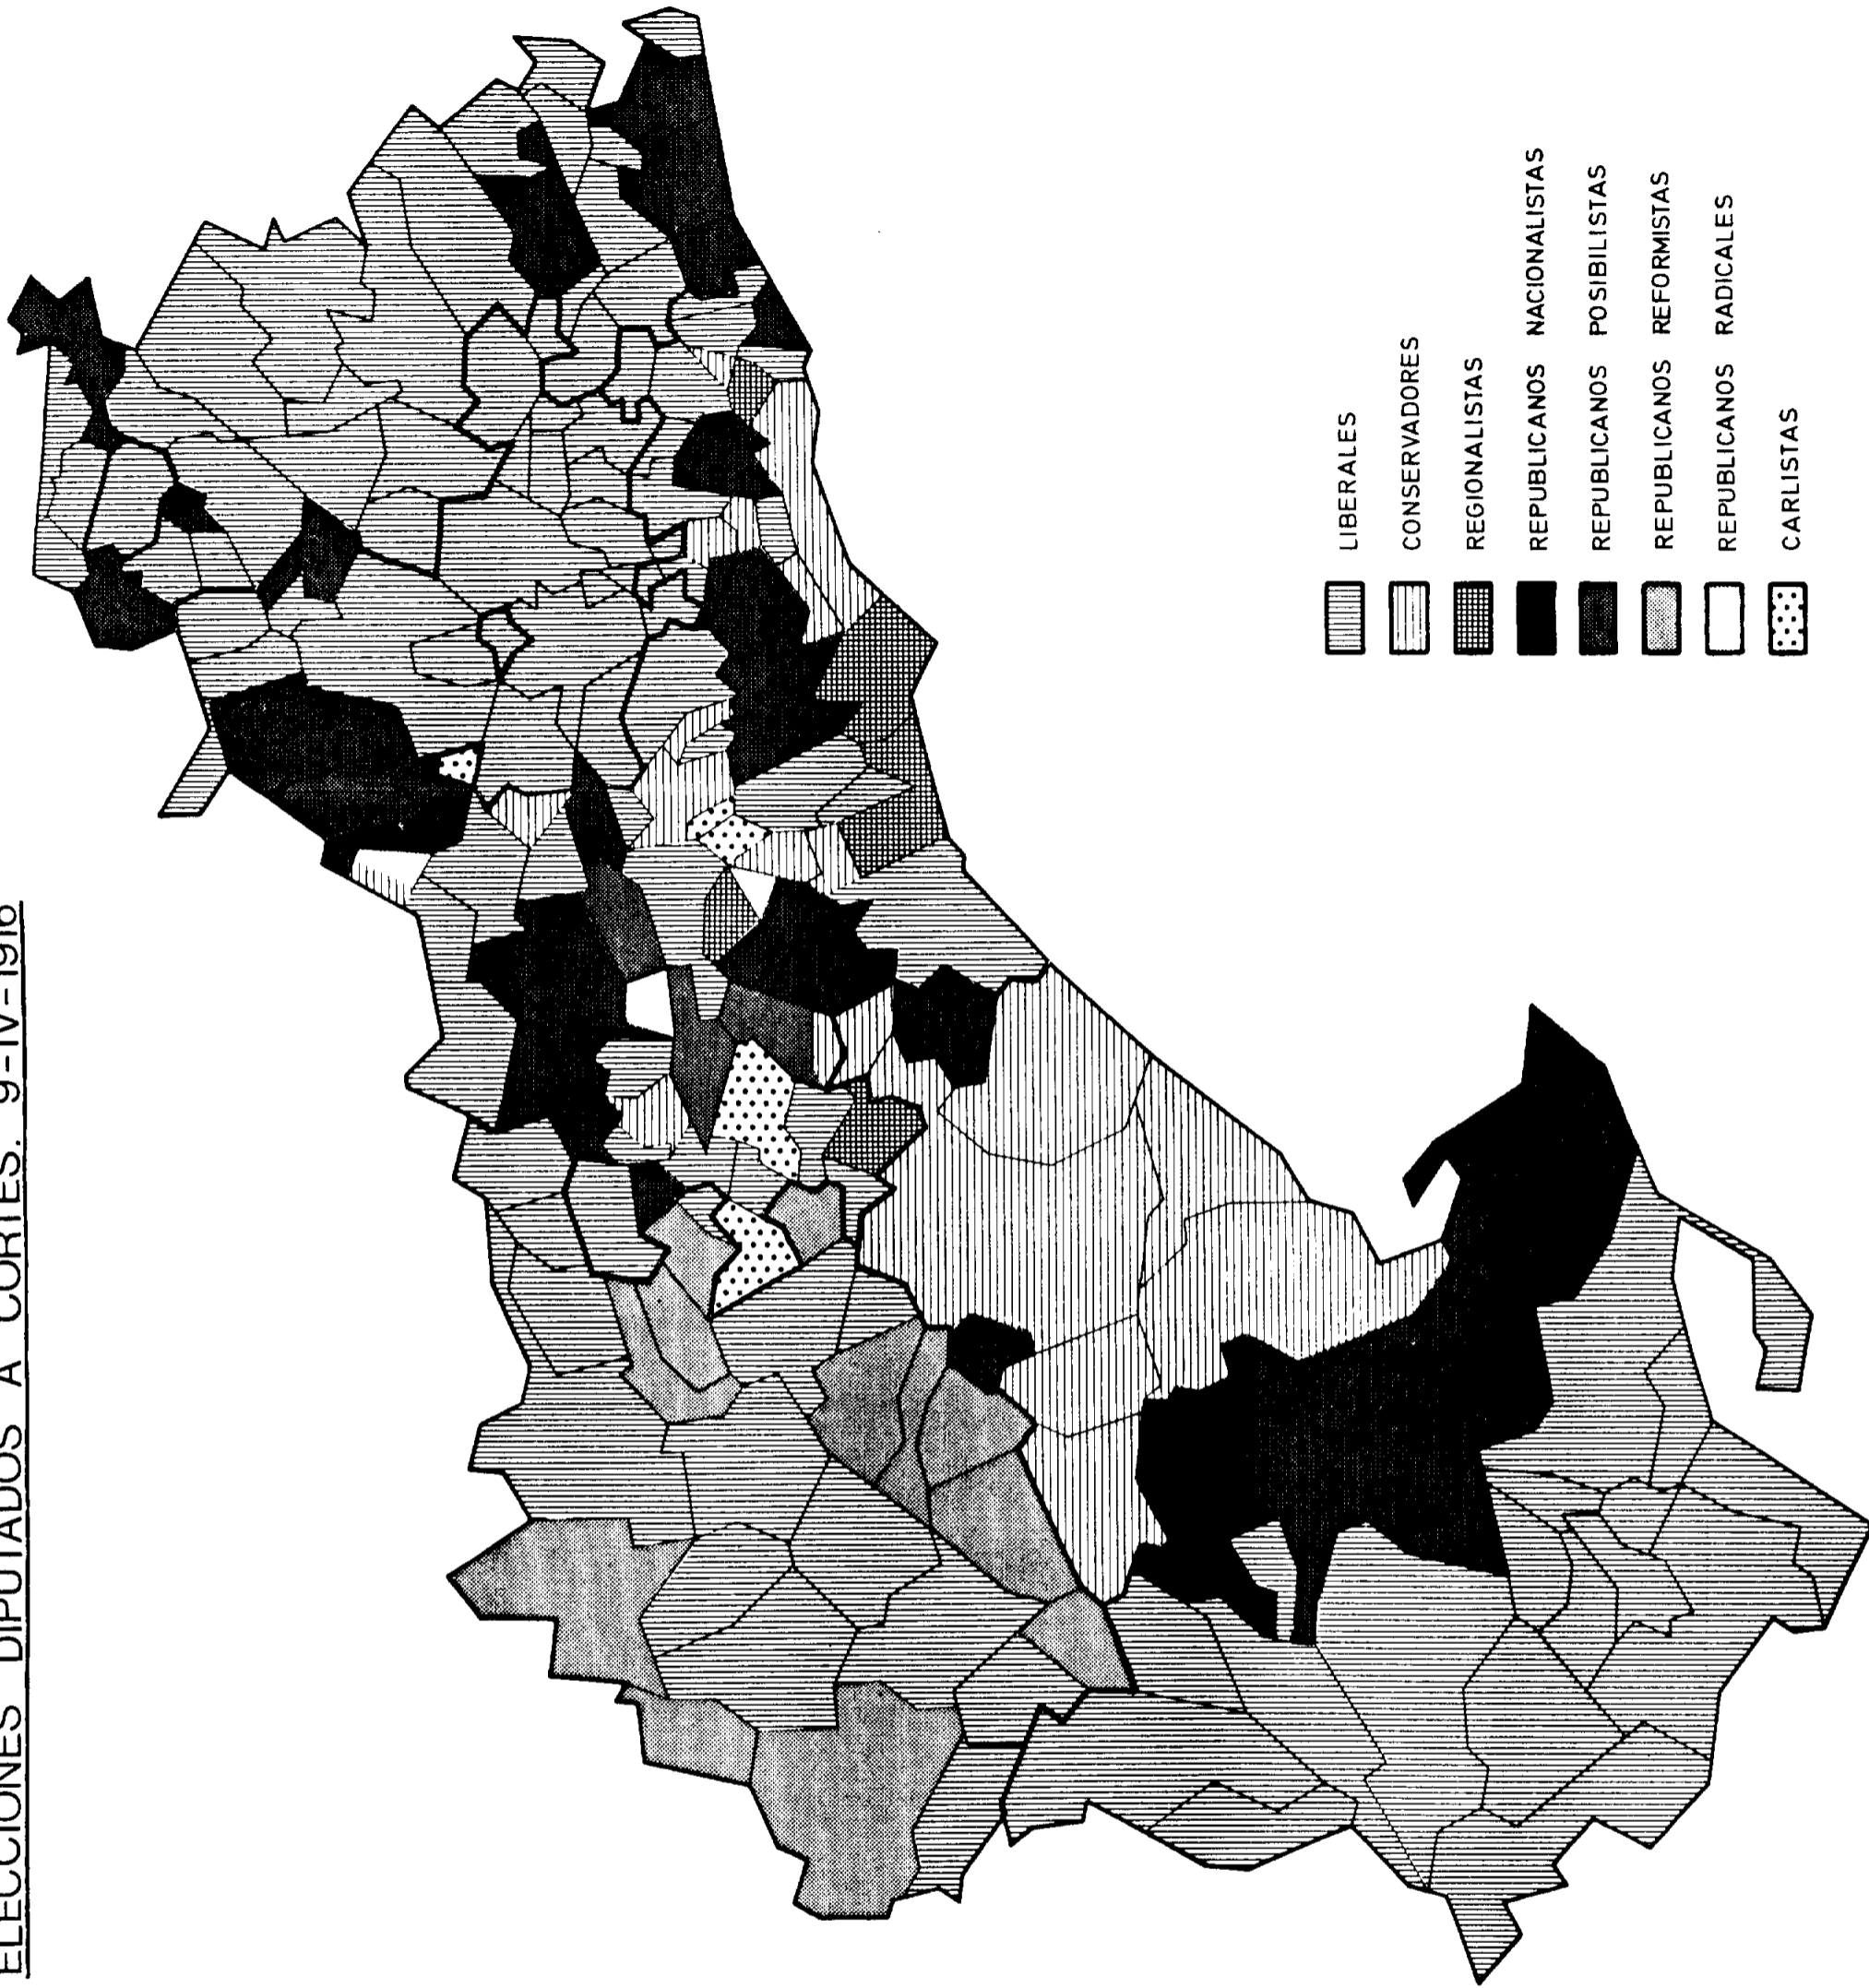 ELECCIONES DIPUTADOS A CORTES. 9-IV-1916
LIBERALES
CONSERVADORES
REGIONALISTAS
REPUBLICANOS NACIONALISTAS
REPUBLICANOS POSIBILISTAS
REPUBLICANOS REFORMISTAS
REPUBLICANOS RADICALES
CARLISTAS